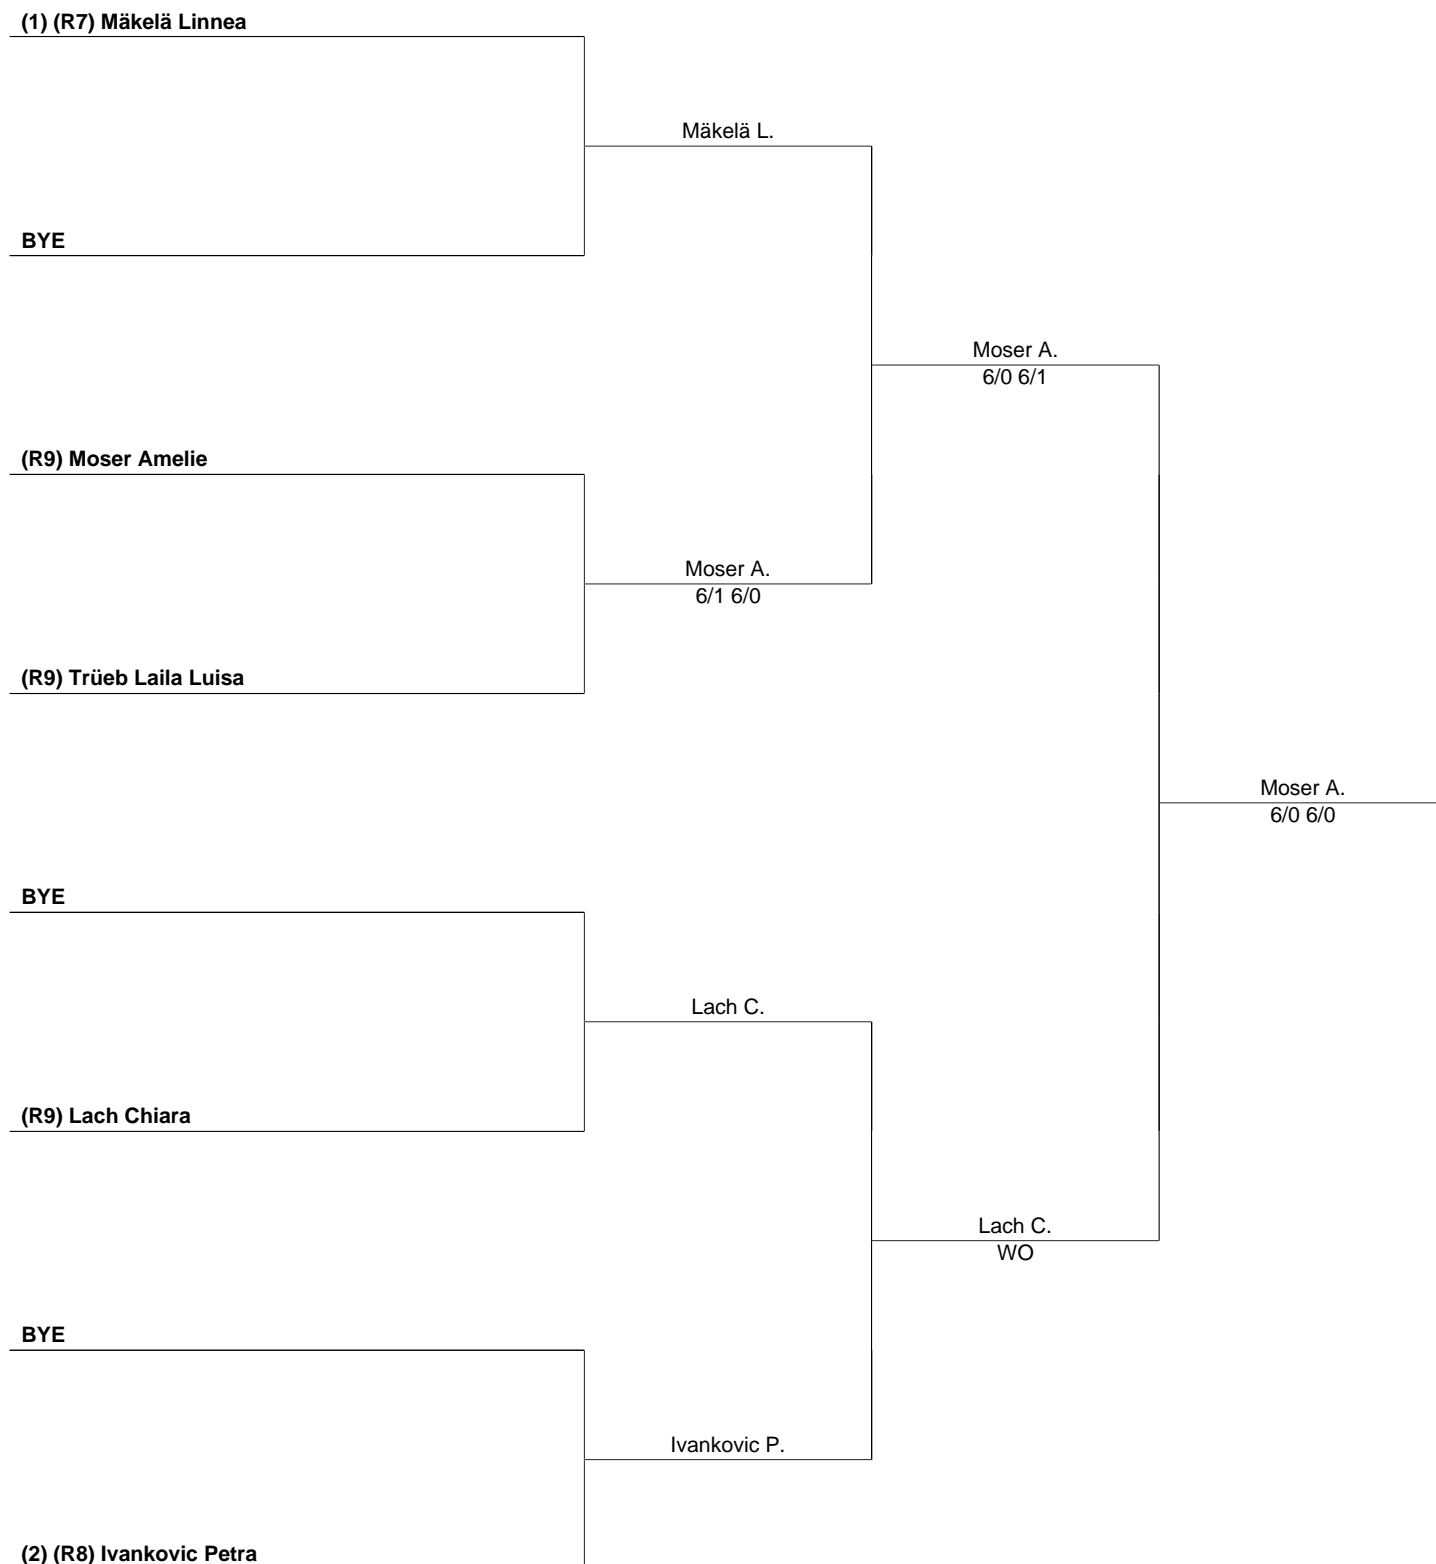 (1) (R7) Mäkelä Linnea
Mäkelä L.
BYE
Moser A.
6/0 6/1
(R9) Moser Amelie
Moser A.
6/1 6/0
(R9) Trüeb Laila Luisa
Moser A.
6/0 6/0
BYE
Lach C.
(R9) Lach Chiara
Lach C.
WO
BYE
Ivankovic P.
(2) (R8) Ivankovic Petra